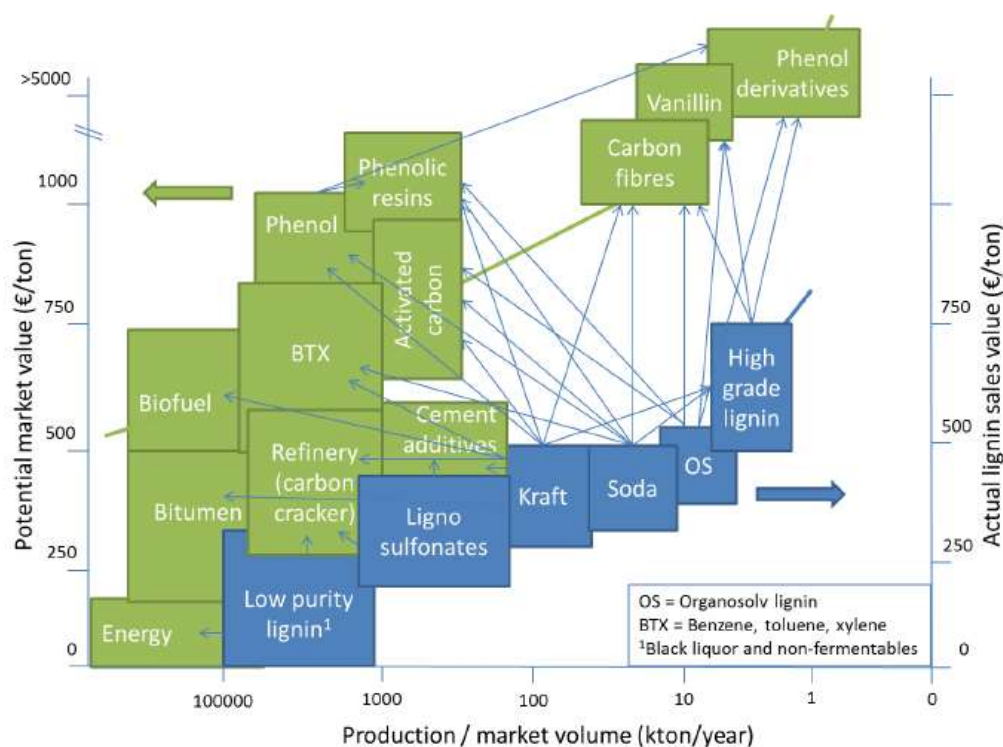 >5000
1000
750
500
250
0
Potential market value (€/ton)
Phenol
derivatives
Vanillin
Carbon
fibres
Phenolic
resins
Phenol
Activated
carbon
BTX
Biofuel
Cement
additives
Refinery
(carbon
cracker)
Bitumen
Energy
High
grade
lignin
OS
Soda
Kraft
Ligno
sulfonates
Low purity
lignin¹
750
500
250
0
Actual lignin sales value (€/ton)
OS = Organosolv lignin
BTX = Benzene, toluene, xylene
¹Black liquor and non-fermentables
100000
1000
100
10
1
0
Production / market volume (kton/year)